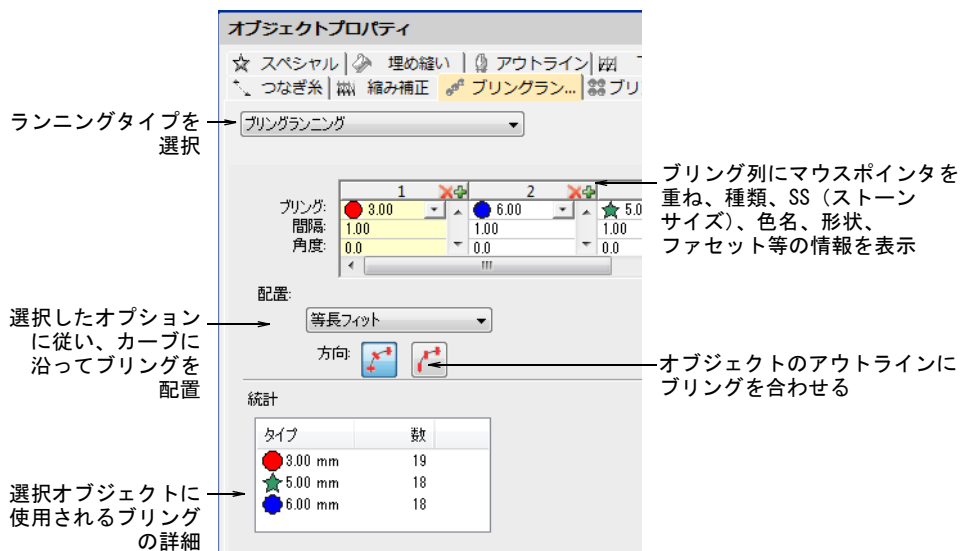 オブジェクトプロパティ
スペシャル 埋め縫い アウトライン
つなぎ糸 縮み補正 ブリングラン... ブリ
ランニングタイプを
選択
ブリングランニング
1 2
ブリング: 3.00 6.00 5.0
間隔: 1.00 1.00 1.00
角度: 0.0 0.0 0.0
ブリング列にマウスポインタを
重ね、種類、SS（ストーン
サイズ）、色名、形状、
ファセット等の情報を表示
配置:
等長フィット
方向:
選択したオプション
に従い、カーブに
沿ってブリングを
配置
オブジェクトのアウトラインに
ブリングを合わせる
統計
タイプ 数
3.00 mm 19
5.00 mm 18
6.00 mm 18
選択オブジェクトに
使用されるブリング
の詳細